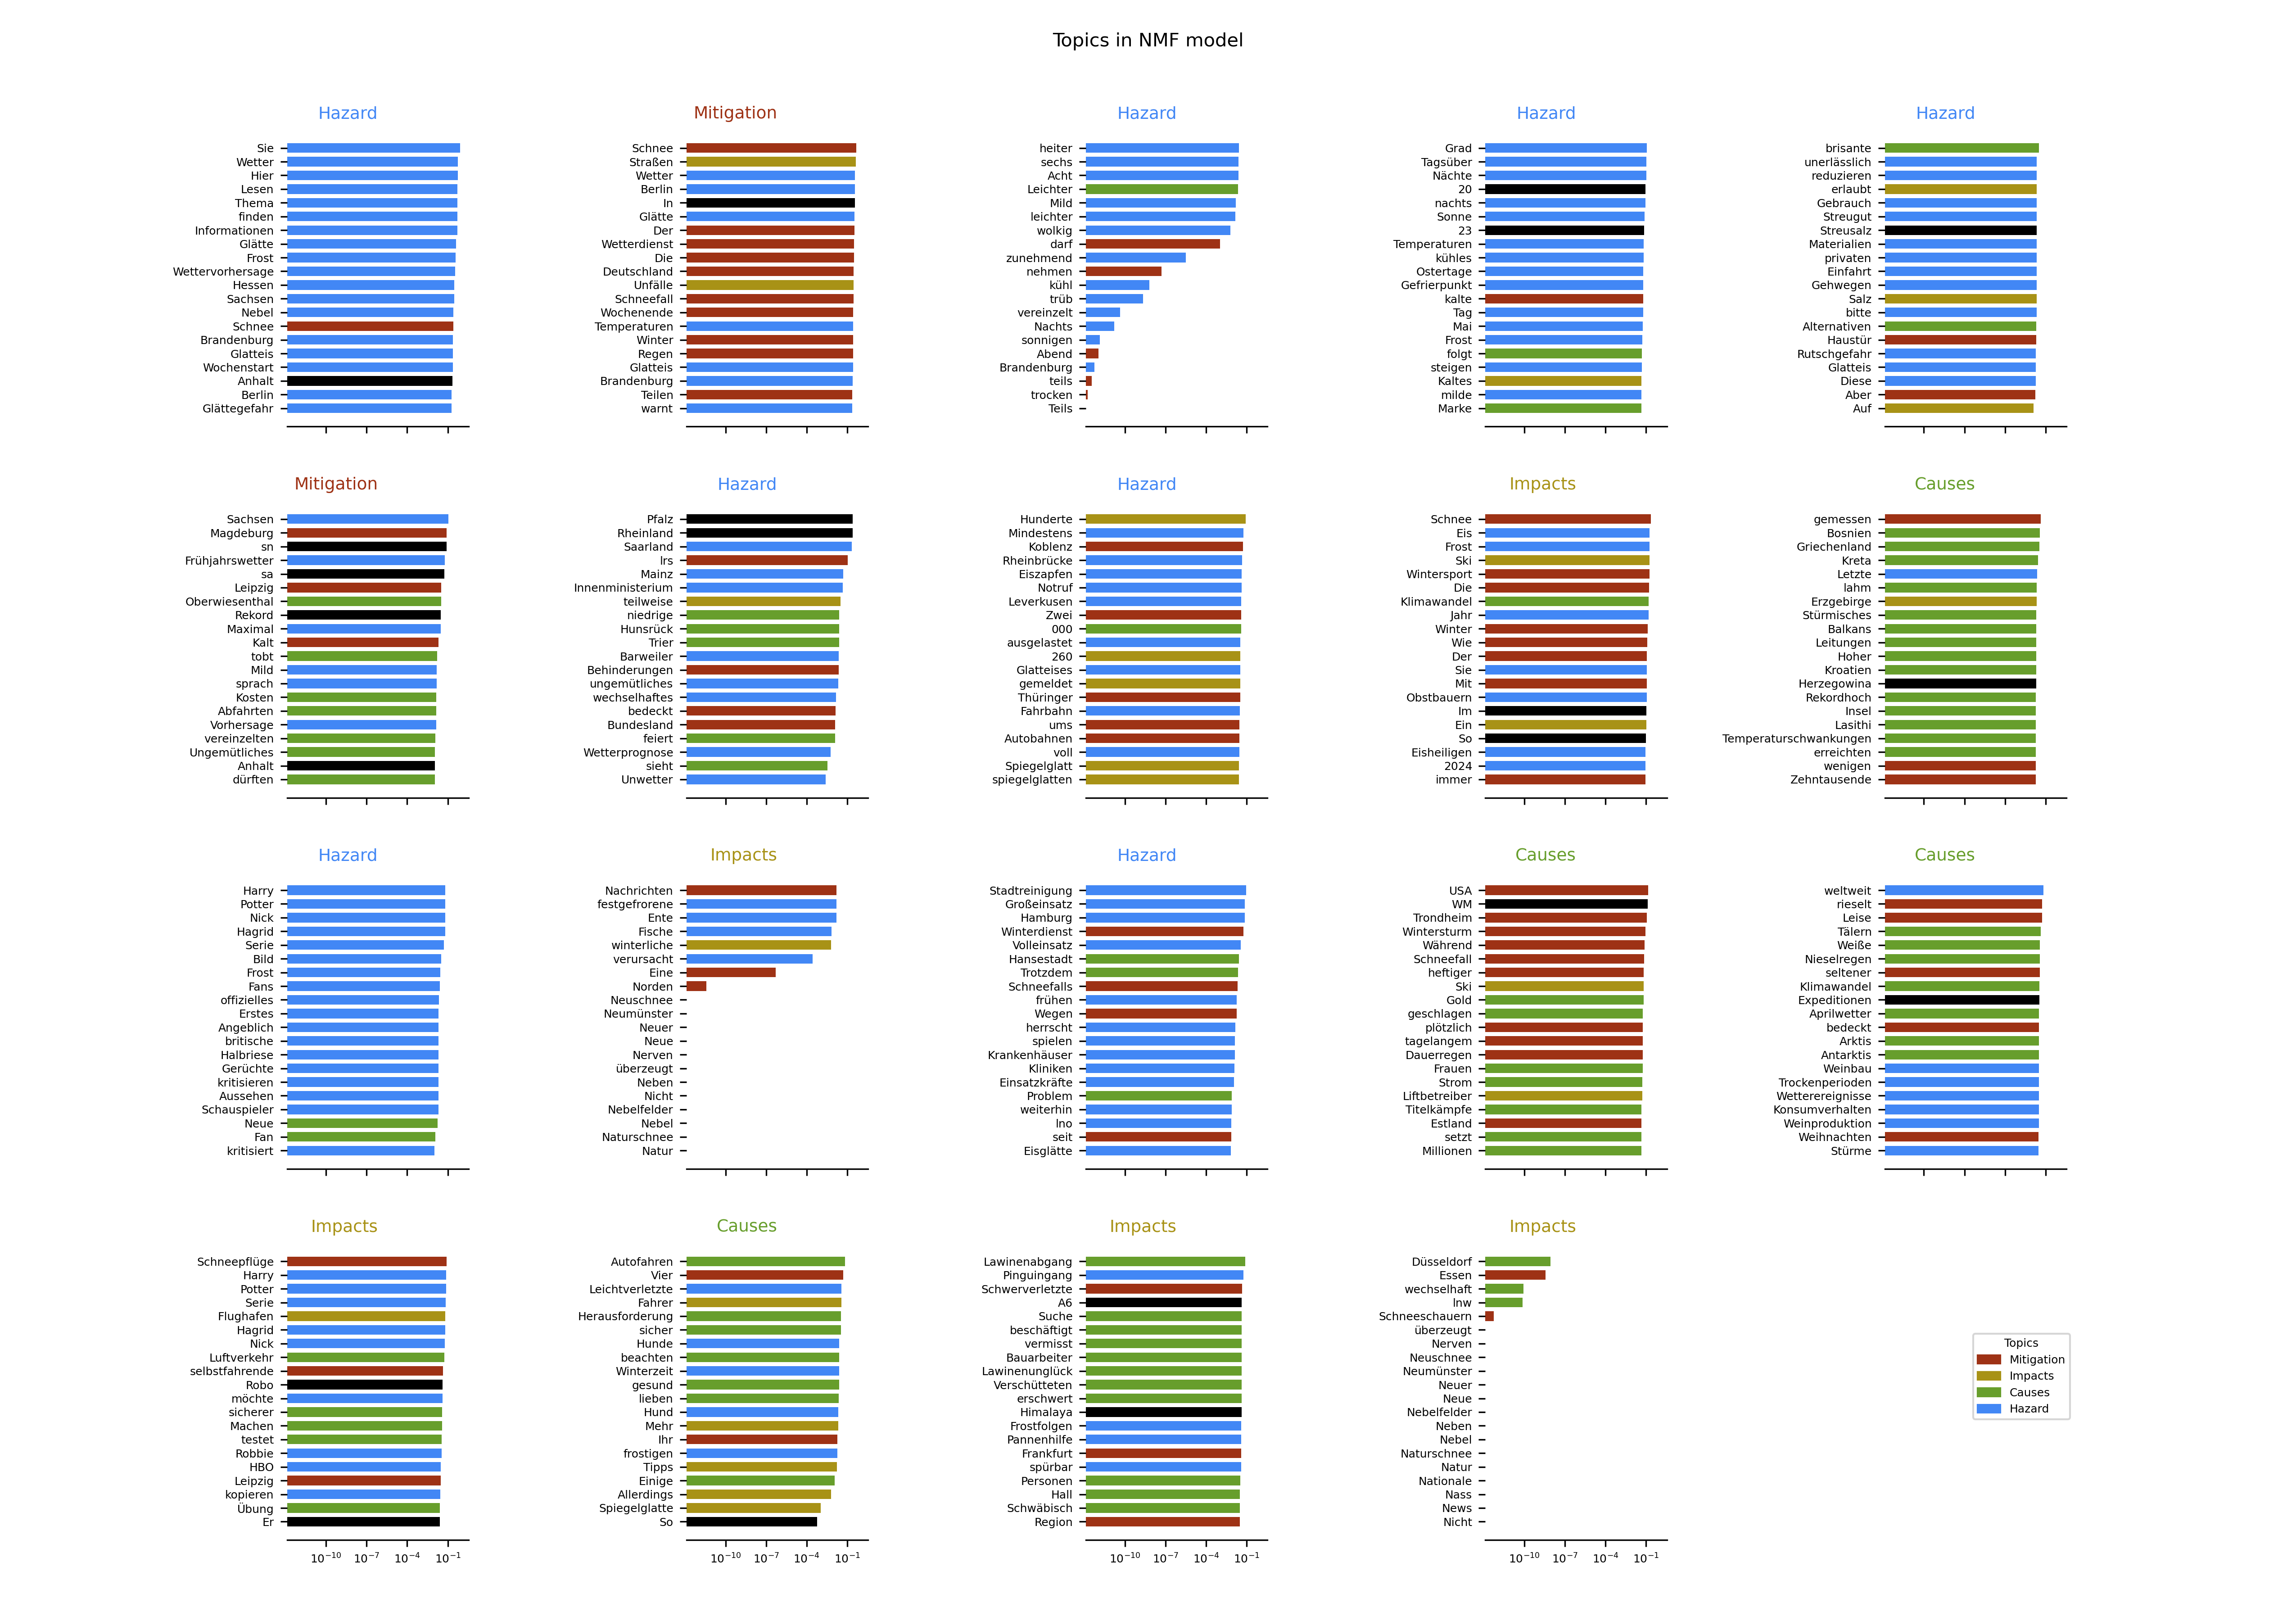 Topics in NMF model
Hazard
Sie
Wetter
Hier
Lesen
Thema
finden
Informationen
Glätte
Frost
Wettervorhersage
Hessen
Sachsen
Nebel
Schnee
Brandenburg
Glatteis
Wochenstart
Anhalt
Berlin
Glättegefahr
Mitigation
Schnee
Straßen
Wetter
Berlin
In
Glätte
Der
Wetterdienst
Die
Deutschland
Unfälle
Schneefall
Wochenende
Temperaturen
Winter
Regen
Glatteis
Brandenburg
Teilen
warnt
Hazard
heiter
sechs
Acht
Leichter
Mild
leichter
wolkig
darf
zunehmend
nehmen
kühl
trüb
vereinzelt
Nachts
sonnigen
Abend
Brandenburg
teils
trocken
Teils
Hazard
Grad
Tagsüber
Nächte
20
nachts
Sonne
23
Temperaturen
kühles
Ostertage
Gefrierpunkt
kalte
Tag
Mai
Frost
folgt
steigen
Kaltes
milde
Marke
Hazard
brisante
unerlässlich
reduzieren
erlaubt
Gebrauch
Streugut
Streusalz
Materialien
privaten
Einfahrt
Gehwegen
Salz
bitte
Alternativen
Haustür
Rutschgefahr
Glatteis
Diese
Aber
Auf
Mitigation
Sachsen
Magdeburg
sn
Frühjahrswetter
sa
Leipzig
Oberwiesenthal
Rekord
Maximal
Kalt
tobt
Mild
sprach
Kosten
Abfahrten
Vorhersage
vereinzelten
Ungemütliches
Anhalt
dürften
Hazard
Pfalz
Rheinland
Saarland
lrs
Mainz
Innenministerium
teilweise
niedrige
Hunsrück
Trier
Barweiler
Behinderungen
ungemütliches
wechselhaftes
bedeckt
Bundesland
feiert
Wetterprognose
sieht
Unwetter
Hazard
Hunderte
Mindestens
Koblenz
Rheinbrücke
Eiszapfen
Notruf
Leverkusen
Zwei
000
ausgelastet
260
Glatteises
gemeldet
Thüringer
Fahrbahn
ums
Autobahnen
voll
Spiegelglatt
spiegelglatten
Impacts
Schnee
Eis
Frost
Ski
Wintersport
Die
Klimawandel
Jahr
Winter
Wie
Der
Sie
Mit
Obstbauern
Im
Ein
So
Eisheiligen
2024
immer
Causes
gemessen
Bosnien
Griechenland
Kreta
Letzte
lahm
Erzgebirge
Stürmisches
Balkans
Leitungen
Hoher
Kroatien
Herzegowina
Rekordhoch
Insel
Lasithi
Temperaturschwankungen
erreichten
wenigen
Zehntausende
Hazard
Harry
Potter
Nick
Hagrid
Serie
Bild
Frost
Fans
offizielles
Erstes
Angeblich
britische
Halbriese
Gerüchte
kritisieren
Aussehen
Schauspieler
Neue
Fan
kritisiert
Impacts
Nachrichten
festgefrorene
Ente
Fische
winterliche
verursacht
Eine
Norden
Neuschnee
Neumünster
Neuer
Neue
Nerven
überzeugt
Neben
Nicht
Nebelfelder
Nebel
Naturschnee
Natur
Hazard
Stadtreinigung
Großeinsatz
Hamburg
Winterdienst
Volleinsatz
Hansestadt
Trotzdem
Schneefalls
frühen
Wegen
herrscht
spielen
Krankenhäuser
Kliniken
Einsatzkräfte
Problem
weiterhin
lno
seit
Eisglätte
Causes
USA
WM
Trondheim
Wintersturm
Während
Schneefall
heftiger
Ski
Gold
geschlagen
plötzlich
tagelangem
Dauerregen
Frauen
Strom
Liftbetreiber
Titelkämpfe
Estland
setzt
Millionen
Causes
weltweit
rieselt
Leise
Tälern
Weiße
Nieselregen
seltener
Klimawandel
Expeditionen
Aprilwetter
bedeckt
Arktis
Antarktis
Weinbau
Trockenperioden
Wetterereignisse
Konsumverhalten
Weinproduktion
Weihnachten
Stürme
Impacts
Schneepflüge
Harry
Potter
Serie
Flughafen
Hagrid
Nick
Luftverkehr
selbstfahrende
Robo
möchte
sicherer
Machen
testet
Robbie
HBO
Leipzig
kopieren
Übung
Er
10⁻¹⁰ 10⁻⁷ 10⁻⁴ 10⁻¹
Causes
Autofahren
Vier
Leichtverletzte
Fahrer
Herausforderung
sicher
Hunde
beachten
Winterzeit
gesund
lieben
Hund
Mehr
Ihr
frostigen
Tipps
Einige
Allerdings
Spiegelglatte
So
10⁻¹⁰ 10⁻⁷ 10⁻⁴ 10⁻¹
Impacts
Lawinenabgang
Pinguingang
Schwerverletzte
A6
Suche
beschäftigt
vermisst
Bauarbeiter
Lawinenunglück
Verschütteten
erschwert
Himalaya
Frostfolgen
Pannenhilfe
Frankfurt
spürbar
Personen
Hall
Schwäbisch
Region
10⁻¹⁰ 10⁻⁷ 10⁻⁴ 10⁻¹
Impacts
Düsseldorf
Essen
wechselhaft
lnw
Schneeschauern
überzeugt
Nerven
Neuschnee
Neumünster
Neuer
Neue
Nebelfelder
Neben
Nebel
Naturschnee
Natur
Nationale
Nass
News
Nicht
10⁻¹⁰ 10⁻⁷ 10⁻⁴ 10⁻¹
Topics
Mitigation
Impacts
Causes
Hazard